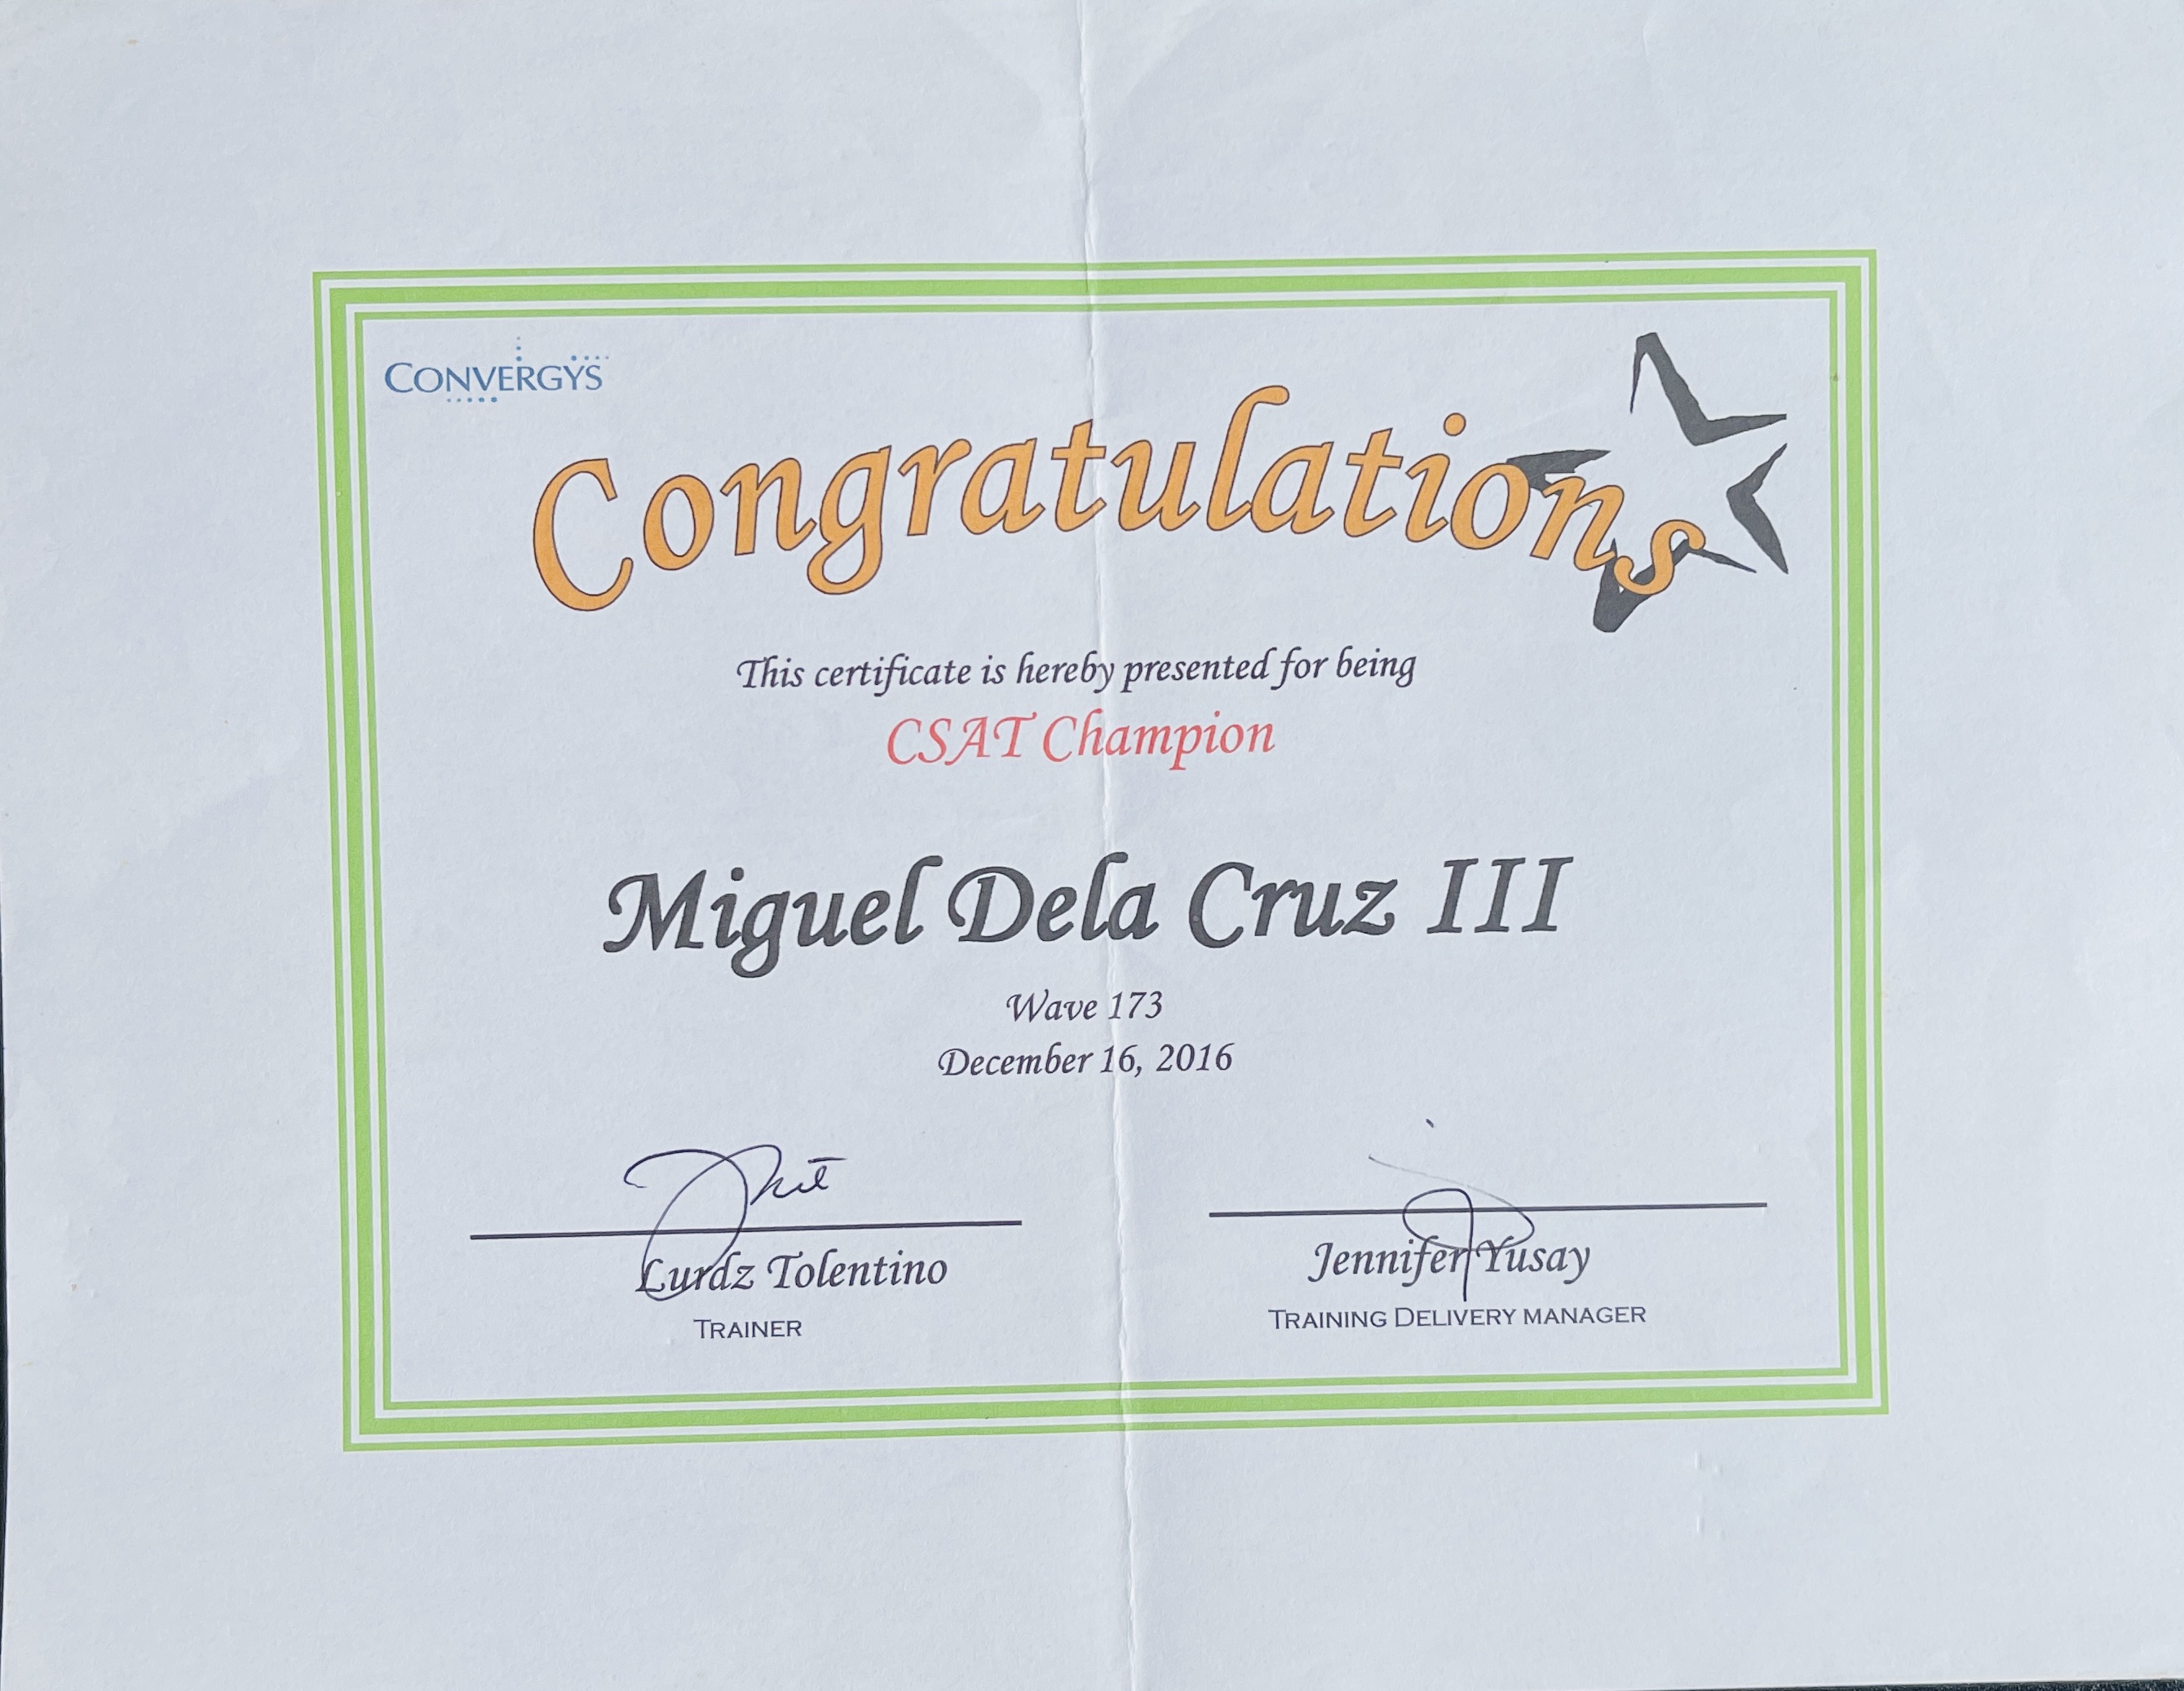 CONVERGYS
Congratulations
This certificate is hereby presented for being
CSAT Champion
Miguel Dela Cruz III
Wave 173
December 16, 2016
Lurdz Tolentino
TRAINER
Jennifer Yusay
TRAINING DELIVERY MANAGER